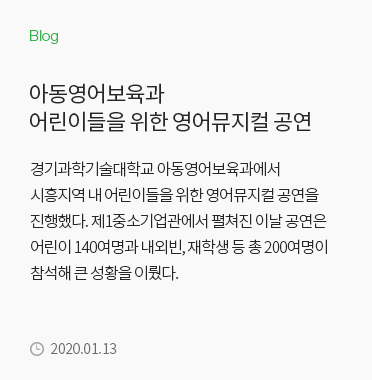 Blog
아동영어보육과
어린이들을 위한 영어뮤지컬 공연
경기과학기술대학교 아동영어보육과에서
시흥지역 내 어린이들을 위한 영어뮤지컬 공연을
진행했다. 제1중소기업관에서 펼쳐진 이날 공연은
어린이 140여명과 내외빈, 재학생 등 총 200여명이
참석해 큰 성황을 이뤘다.
2020.01.13